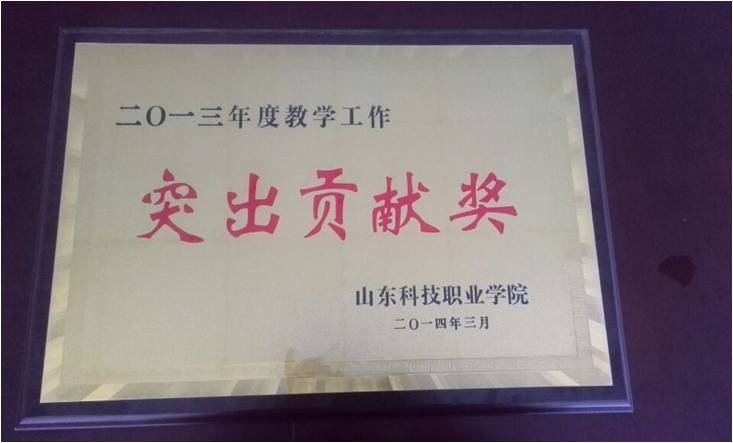 二〇一三年度教学工作
突出贡献奖
山东科技职业学院
二〇一四年三月